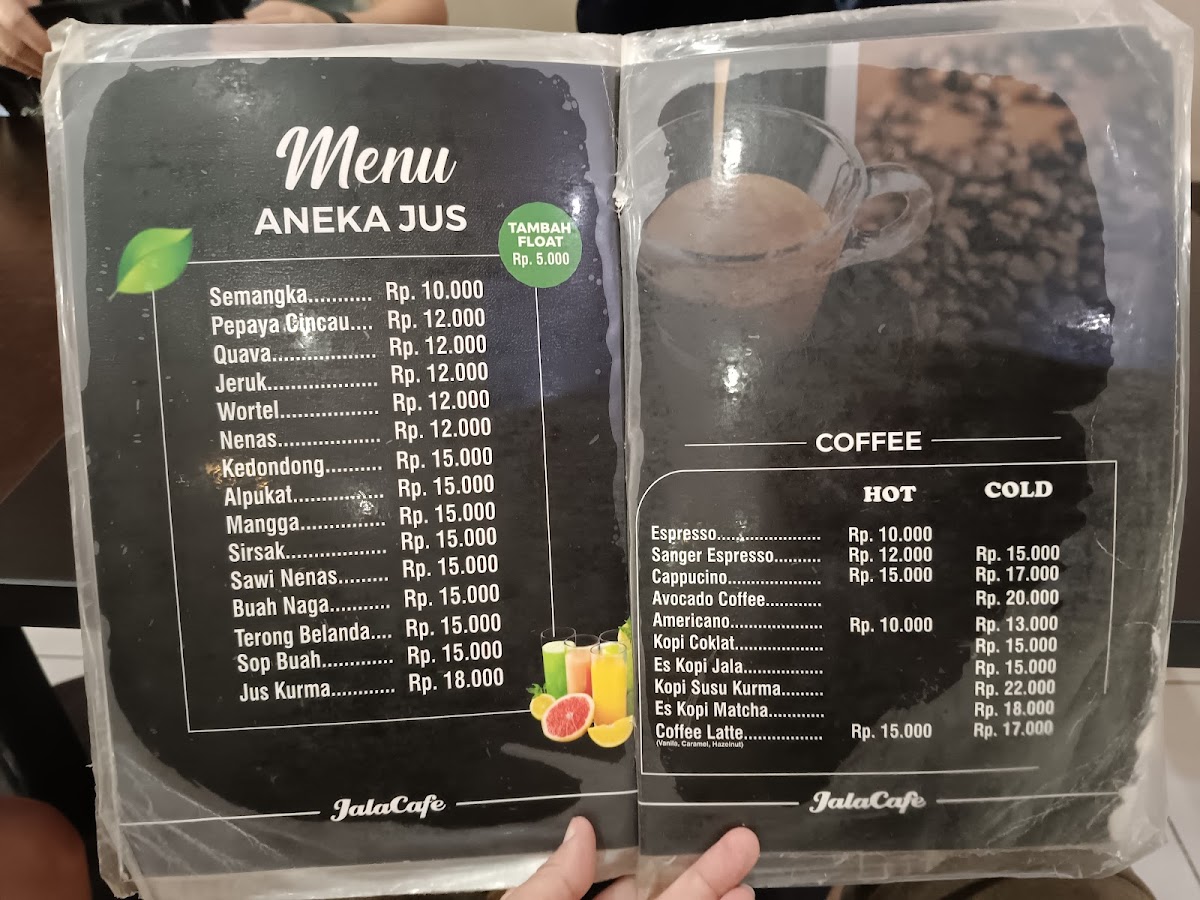 Menu
ANEKA JUS
TAMBAH
FLOAT
Rp. 5.000
Semangka........... Rp. 10.000
Pepaya Cincau.... Rp. 12.000
Quava.................. Rp. 12.000
Jeruk.................... Rp. 12.000
Wortel.................. Rp. 12.000
Nenas................... Rp. 12.000
Kedondong.......... Rp. 15.000
Alpukat................ Rp. 15.000
Mangga............... Rp. 15.000
Sirsak.................. Rp. 15.000
Sawi Nenas......... Rp. 15.000
Buah Naga........... Rp. 15.000
Terong Belanda.... Rp. 15.000
Sop Buah............. Rp. 15.000
Jus Kurma............ Rp. 18.000
JalaCafe
COFFEE
HOT COLD
Espresso...................... Rp. 10.000
Sanger Espresso.......... Rp. 12.000 Rp. 15.000
Cappucino.................... Rp. 15.000 Rp. 17.000
Avocado Coffee............ Rp. 20.000
Americano.................... Rp. 10.000 Rp. 13.000
Kopi Coklat................... Rp. 15.000
Es Kopi Jala................. Rp. 15.000
Kopi Susu Kurma......... Rp. 22.000
Es Kopi Matcha............ Rp. 18.000
Coffee Latte................. Rp. 15.000 Rp. 17.000
(Vanila, Caramel, Hazelnut)
JalaCafe